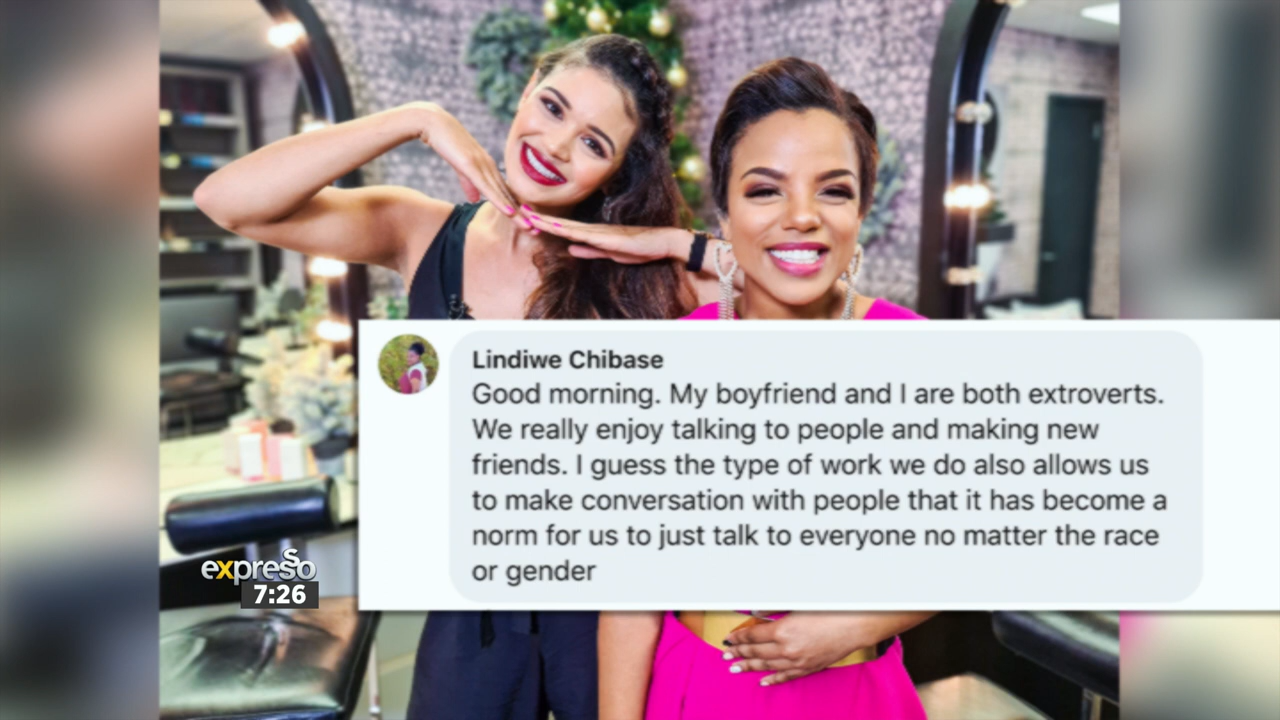 Lindiwe Chibase
Good morning. My boyfriend and I are both extroverts.
We really enjoy talking to people and making new
friends. I guess the type of work we do also allows us
to make conversation with people that it has become a
norm for us to just talk to everyone no matter the race
or gender
expresso
7:26